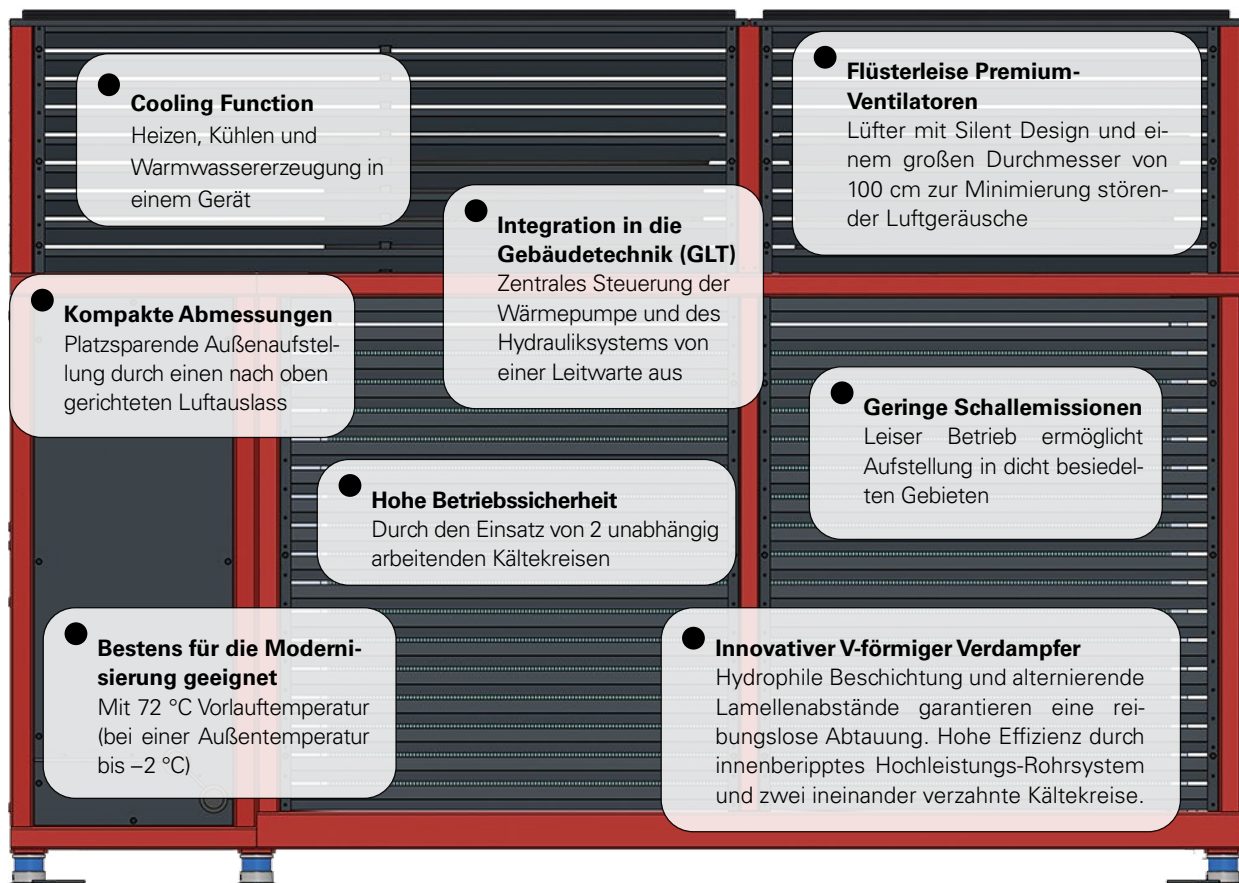 Cooling Function
Heizen, Kühlen und
Warmwassererzeugung in
einem Gerät
Flüsterleise Premium-
Ventilatoren
Lüfter mit Silent Design und ei-
nem großen Durchmesser von
100 cm zur Minimierung stören-
der Luftgeräusche
Integration in die
Gebäudetechnik (GLT)
Zentrales Steuerung der
Wärmepumpe und des
Hydrauliksystems von
einer Leitwarte aus
Kompakte Abmessungen
Platzsparende Außenaufstel-
lung durch einen nach oben
gerichteten Luftauslass
Geringe Schallemissionen
Leiser Betrieb ermöglicht
Aufstellung in dicht besiedel-
ten Gebieten
Hohe Betriebssicherheit
Durch den Einsatz von 2 unabhängig
arbeitenden Kältekreisen
Bestens für die Moderni-
sierung geeignet
Mit 72 °C Vorlauftemperatur
(bei einer Außentemperatur
bis –2 °C)
Innovativer V-förmiger Verdampfer
Hydrophile Beschichtung und alternierende
Lamellenabstände garantieren eine rei-
bungslose Abtauung. Hohe Effizienz durch
innenberipptes Hochleistungs-Rohrsystem
und zwei ineinander verzahnte Kältekreise.